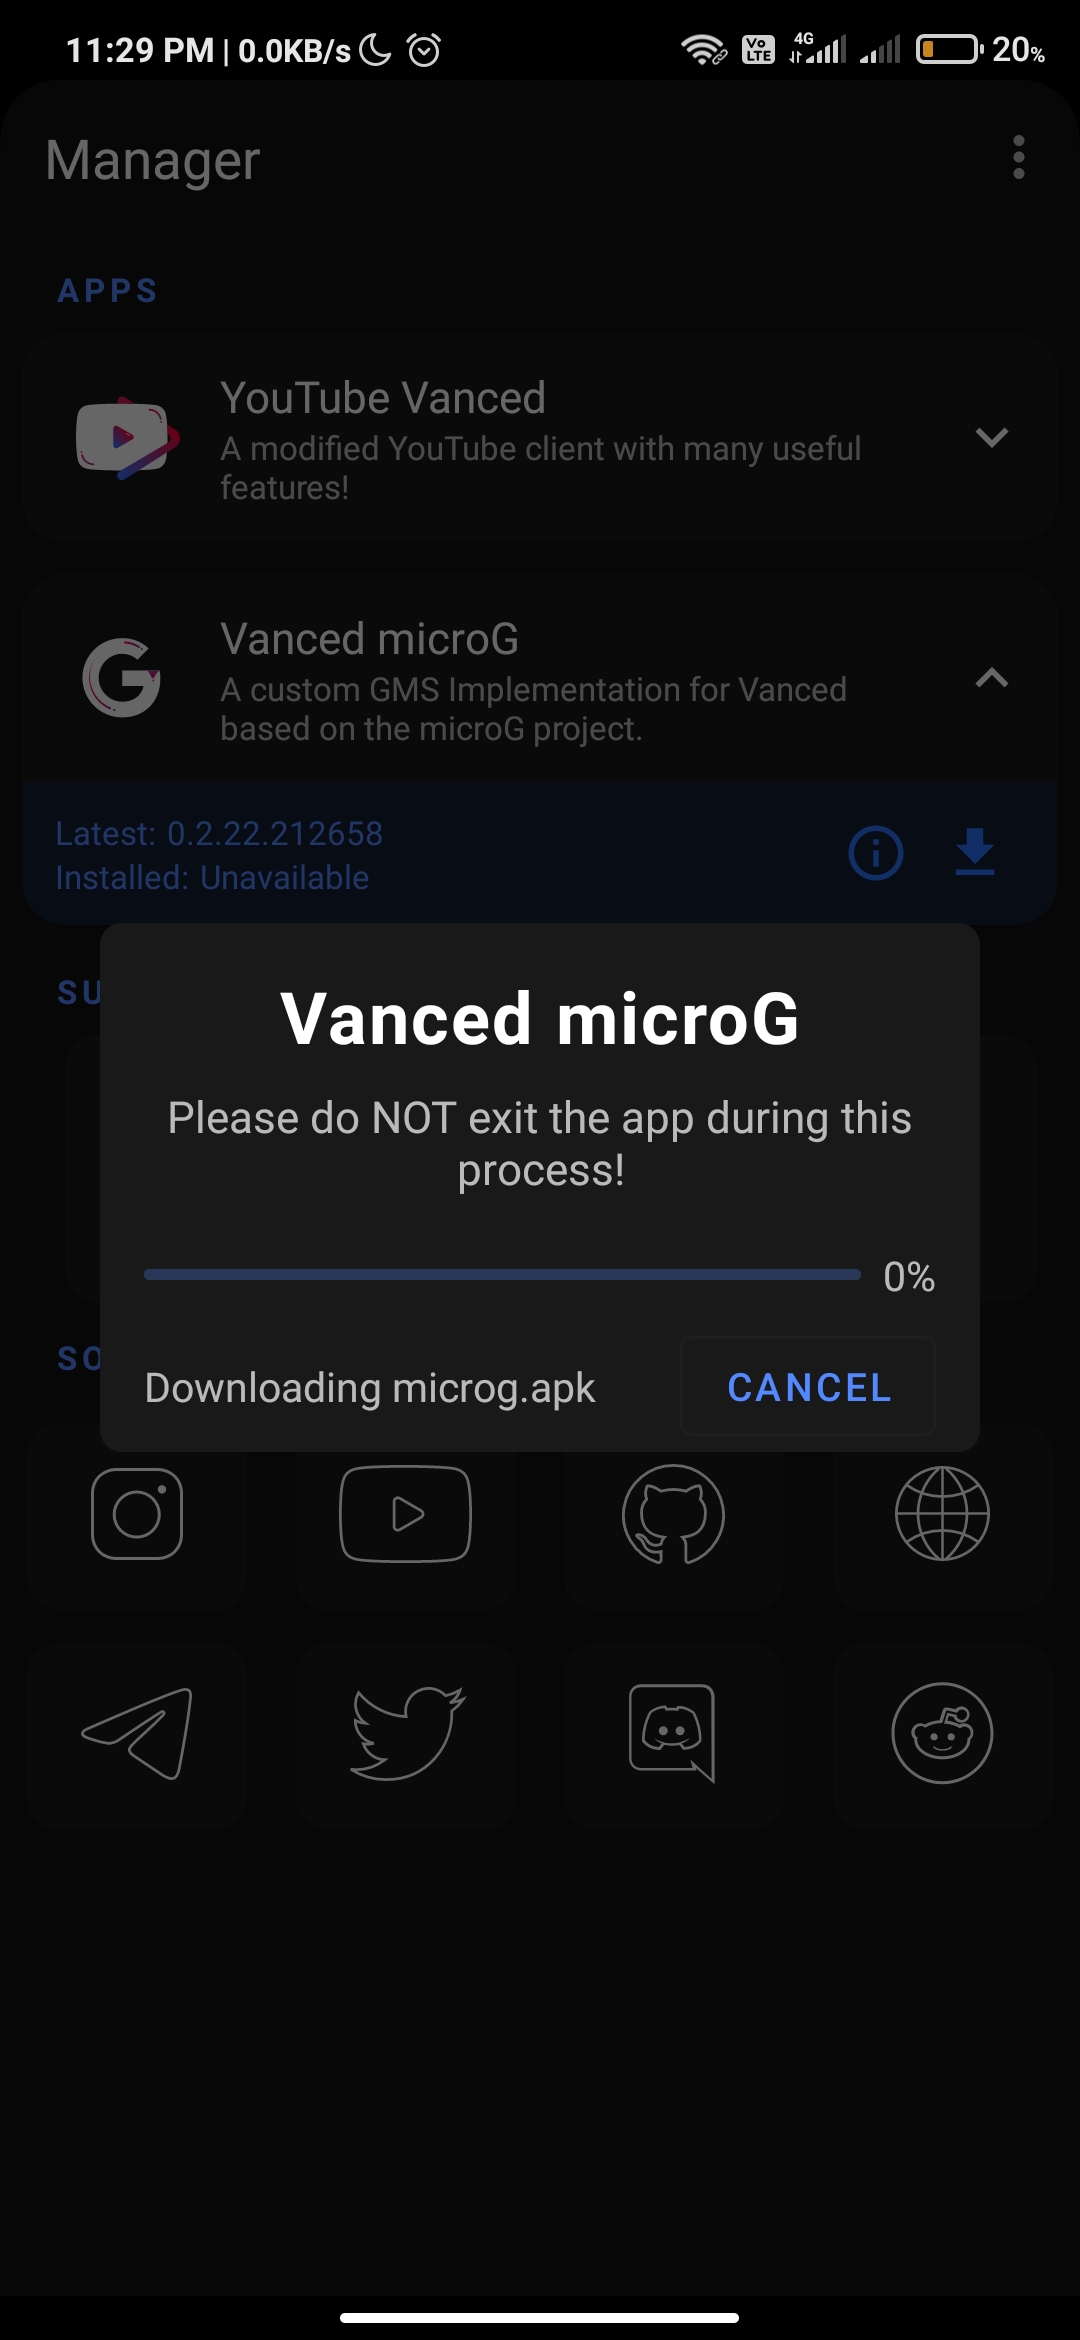 11:29 PM | 0.0KB/s 4G Vo LTE 20%
Manager
APPS
YouTube Vanced
A modified YouTube client with many useful
features!
Vanced microG
A custom GMS Implementation for Vanced
based on the microG project.
Latest: 0.2.22.212658
Installed: Unavailable
SU
Vanced microG
Please do NOT exit the app during this
process!
0%
SO
Downloading microg.apk CANCEL